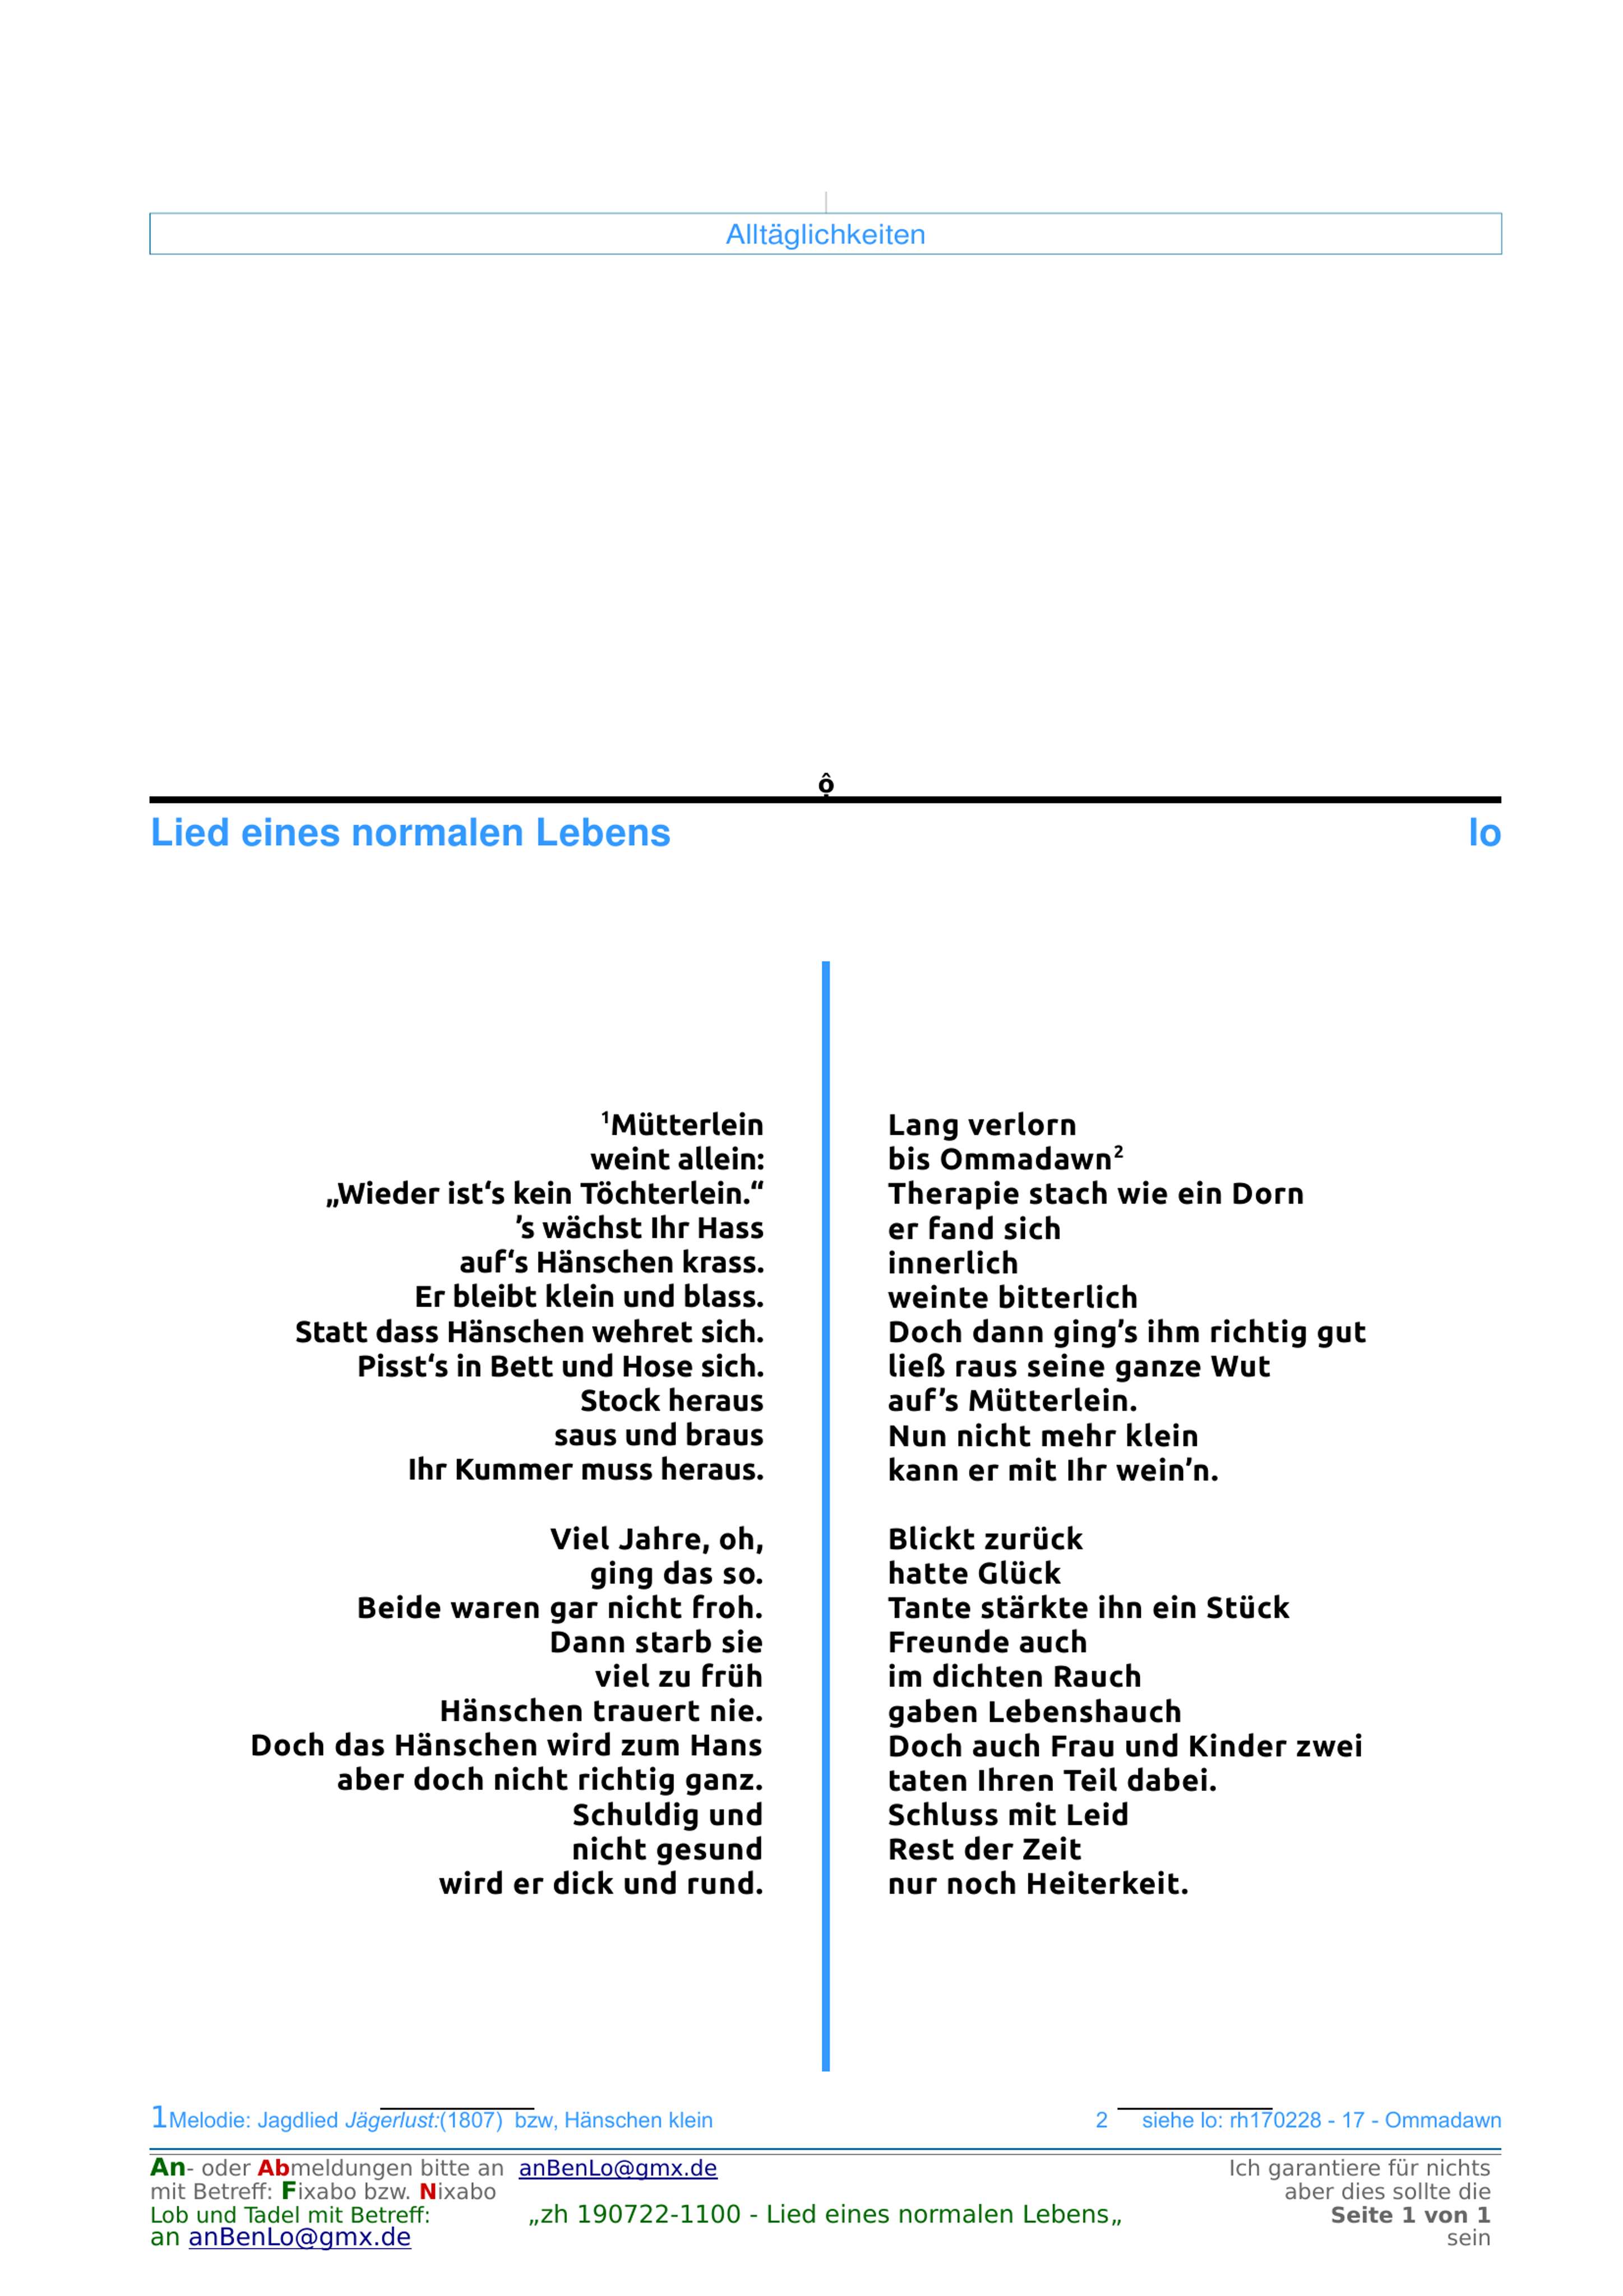 Alltäglichkeiten
ộ
Lied eines normalen Lebens lo
¹Mütterlein
weint allein:
„Wieder ist‘s kein Töchterlein.“
’s wächst Ihr Hass
auf‘s Hänschen krass.
Er bleibt klein und blass.
Statt dass Hänschen wehret sich.
Pisst‘s in Bett und Hose sich.
Stock heraus
saus und braus
Ihr Kummer muss heraus.
Viel Jahre, oh,
ging das so.
Beide waren gar nicht froh.
Dann starb sie
viel zu früh
Hänschen trauert nie.
Doch das Hänschen wird zum Hans
aber doch nicht richtig ganz.
Schuldig und
nicht gesund
wird er dick und rund.
Lang verlorn
bis Ommadawn²
Therapie stach wie ein Dorn
er fand sich
innerlich
weinte bitterlich
Doch dann ging’s ihm richtig gut
ließ raus seine ganze Wut
auf’s Mütterlein.
Nun nicht mehr klein
kann er mit Ihr wein’n.
Blickt zurück
hatte Glück
Tante stärkte ihn ein Stück
Freunde auch
im dichten Rauch
gaben Lebenshauch
Doch auch Frau und Kinder zwei
taten Ihren Teil dabei.
Schluss mit Leid
Rest der Zeit
nur noch Heiterkeit.
1Melodie: Jagdlied Jägerlust:(1807) bzw, Hänschen klein
2 siehe lo: rh170228 - 17 - Ommadawn
An- oder Abmeldungen bitte an anBenLo@gmx.de
mit Betreff: Fixabo bzw. Nixabo
Lob und Tadel mit Betreff: „zh 190722-1100 - Lied eines normalen Lebens„
an anBenLo@gmx.de
Ich garantiere für nichts
aber dies sollte die
Seite 1 von 1
sein